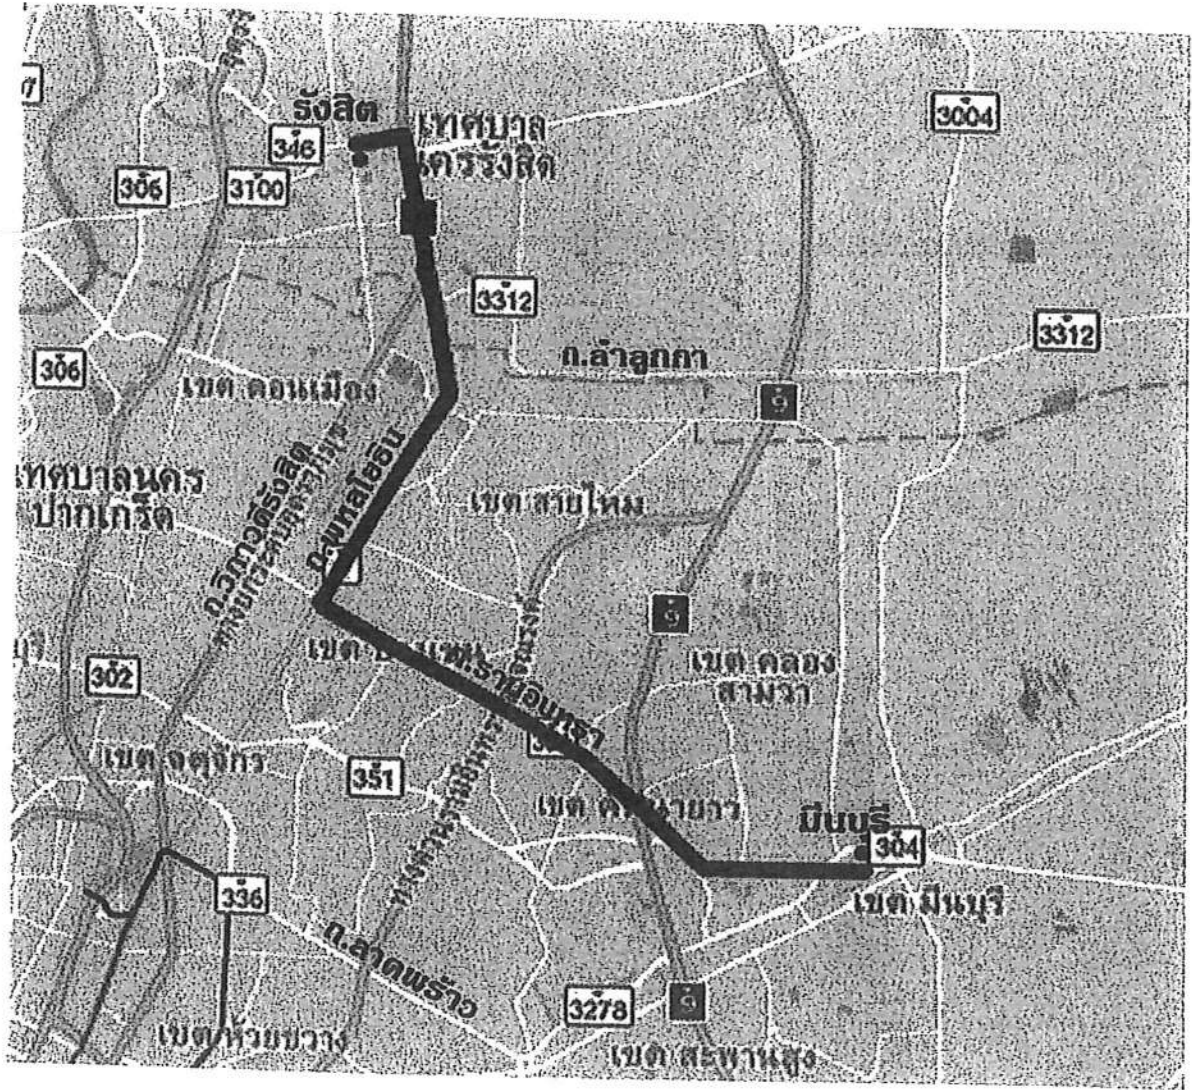 รังสิต
3004
เทศบาล
346
306
3100
3312
3312
ถ.ลำลูกกา
306
เขต ดอนเมือง
9
ถ.วิภาวดีรังสิต
ถ.พหลโยธิน
เทศบาลนคร
ปากเกร็ด
เขต สายไหม
9
เขต คลอง
สามวา
302
ถ.รามอินทรา
เขต จตุจักร
351
มีนบุรี
304
เขต มีนบุรี
336
ถ.ลาดพร้าว
3278
9
เขต ห้วยขวาง
เขต สะพานสูง